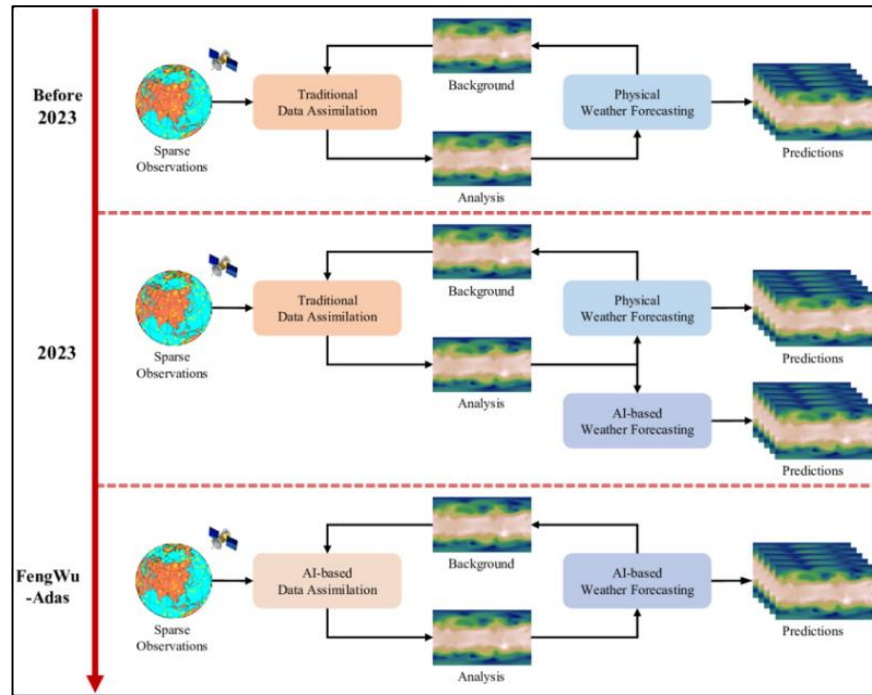 Before
2023
Sparse
Observations
Traditional
Data Assimilation
Background
Analysis
Physical
Weather Forecasting
Predictions
2023
Sparse
Observations
Traditional
Data Assimilation
Background
Analysis
Physical
Weather Forecasting
Predictions
AI-based
Weather Forecasting
Predictions
FengWu
-Adas
Sparse
Observations
AI-based
Data Assimilation
Background
Analysis
AI-based
Weather Forecasting
Predictions